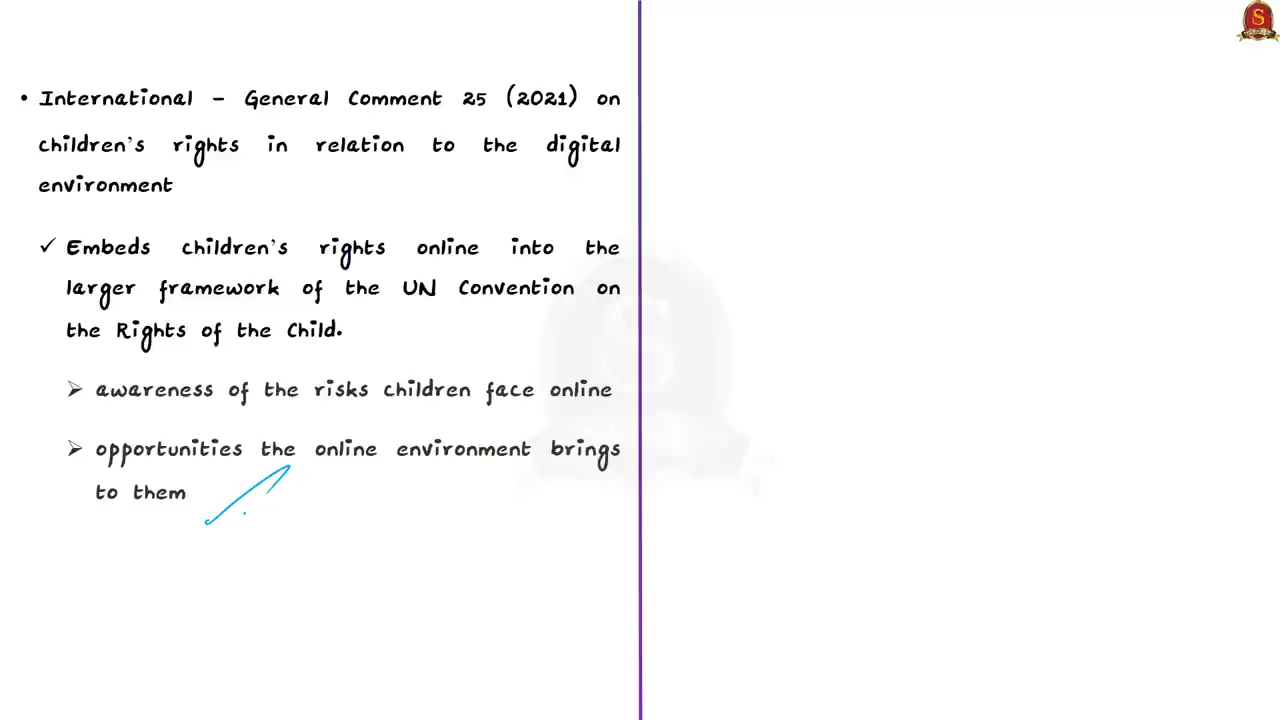 • International – General Comment 25 (2021) on
children's rights in relation to the digital
environment
✓ Embeds children's rights online into the
larger framework of the UN Convention on
the Rights of the Child.
➢ awareness of the risks children face online
➢ opportunities the online environment brings
to them
S